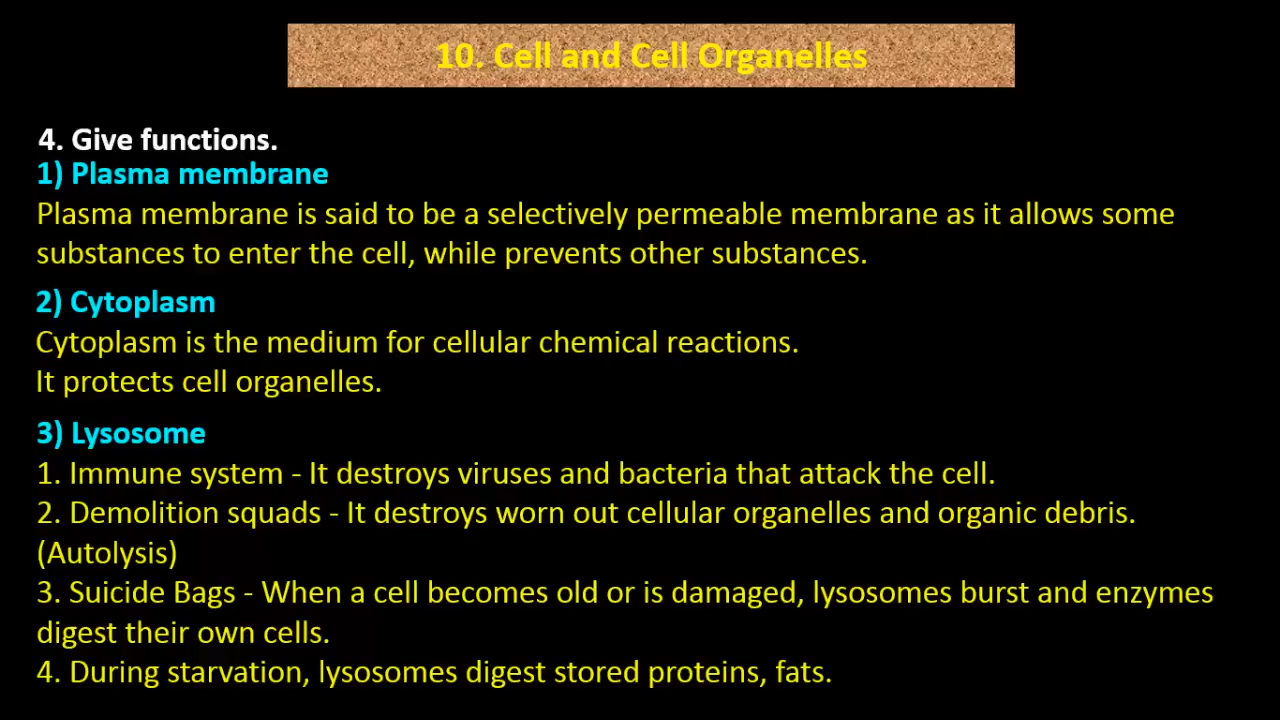 10. Cell and Cell Organelles
4. Give functions.
1) Plasma membrane
Plasma membrane is said to be a selectively permeable membrane as it allows some
substances to enter the cell, while prevents other substances.
2) Cytoplasm
Cytoplasm is the medium for cellular chemical reactions.
It protects cell organelles.
3) Lysosome
1. Immune system - It destroys viruses and bacteria that attack the cell.
2. Demolition squads - It destroys worn out cellular organelles and organic debris.
(Autolysis)
3. Suicide Bags - When a cell becomes old or is damaged, lysosomes burst and enzymes
digest their own cells.
4. During starvation, lysosomes digest stored proteins, fats.